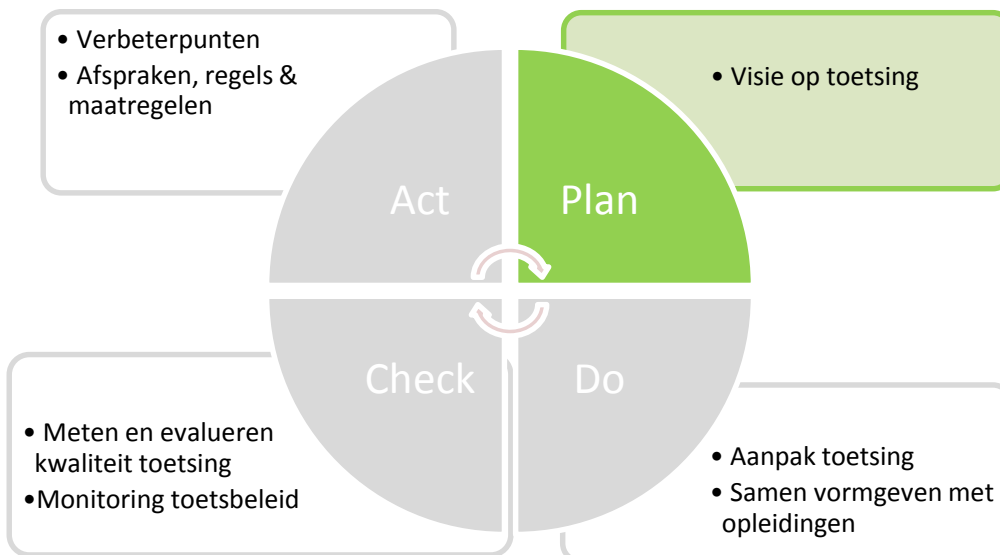 • Verbeterpunten
• Afspraken, regels &
maatregelen
• Visie op toetsing
Act
Plan
Check
Do
• Meten en evalueren
kwaliteit toetsing
•Monitoring toetsbeleid
• Aanpak toetsing
• Samen vormgeven met
opleidingen